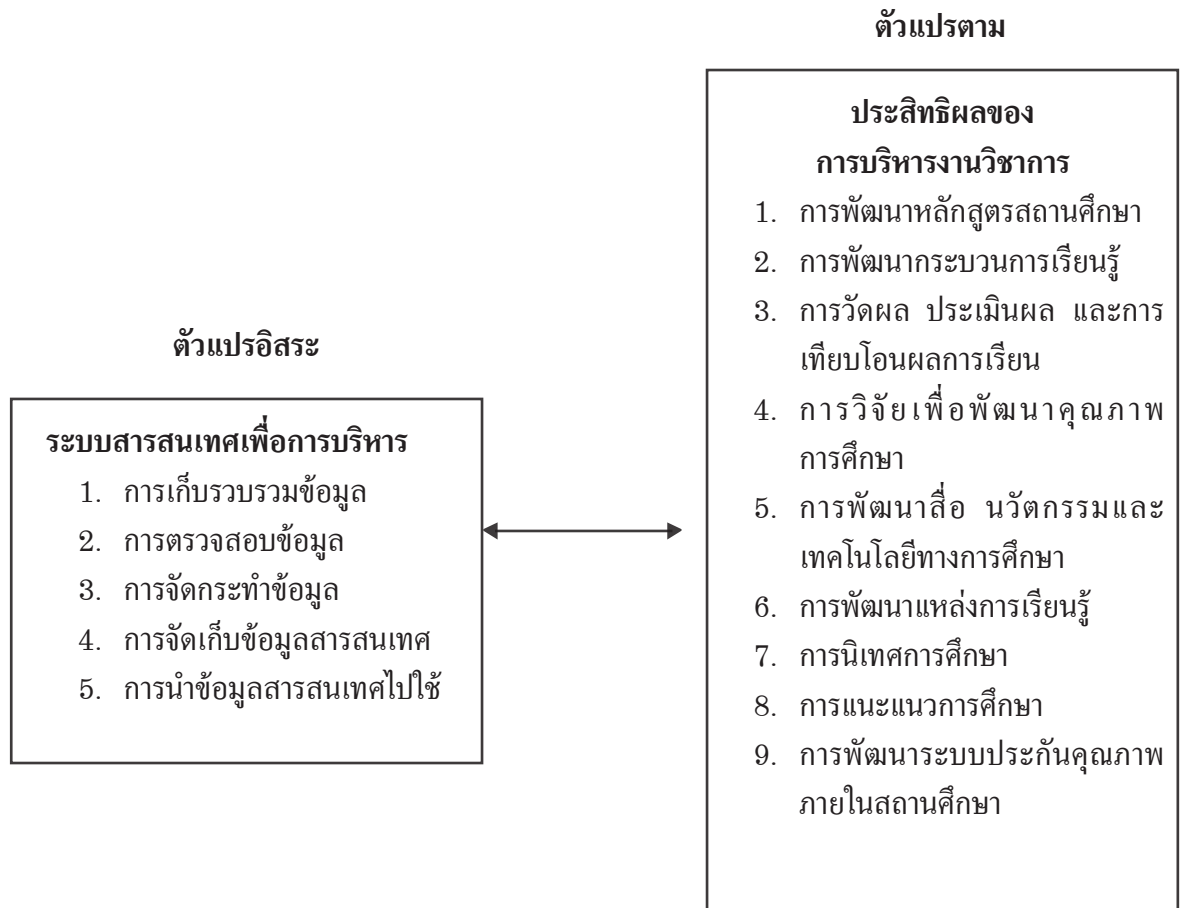 ตัวแปรตาม
ประสิทธิผลของ
การบริหารงานวิชาการ
1. การพัฒนาหลักสูตรสถานศึกษา
2. การพัฒนากระบวนการเรียนรู้
3. การวัดผล ประเมินผล และการ
เทียบโอนผลการเรียน
4. การวิจัยเพื่อพัฒนาคุณภาพ
การศึกษา
5. การพัฒนาสื่อ นวัตกรรมและ
เทคโนโลยีทางการศึกษา
6. การพัฒนาแหล่งการเรียนรู้
7. การนิเทศการศึกษา
8. การแนะแนวการศึกษา
9. การพัฒนาระบบประกันคุณภาพ
ภายในสถานศึกษา
ตัวแปรอิสระ
ระบบสารสนเทศเพื่อการบริหาร
1. การเก็บรวบรวมข้อมูล
2. การตรวจสอบข้อมูล
3. การจัดกระทำข้อมูล
4. การจัดเก็บข้อมูลสารสนเทศ
5. การนำข้อมูลสารสนเทศไปใช้